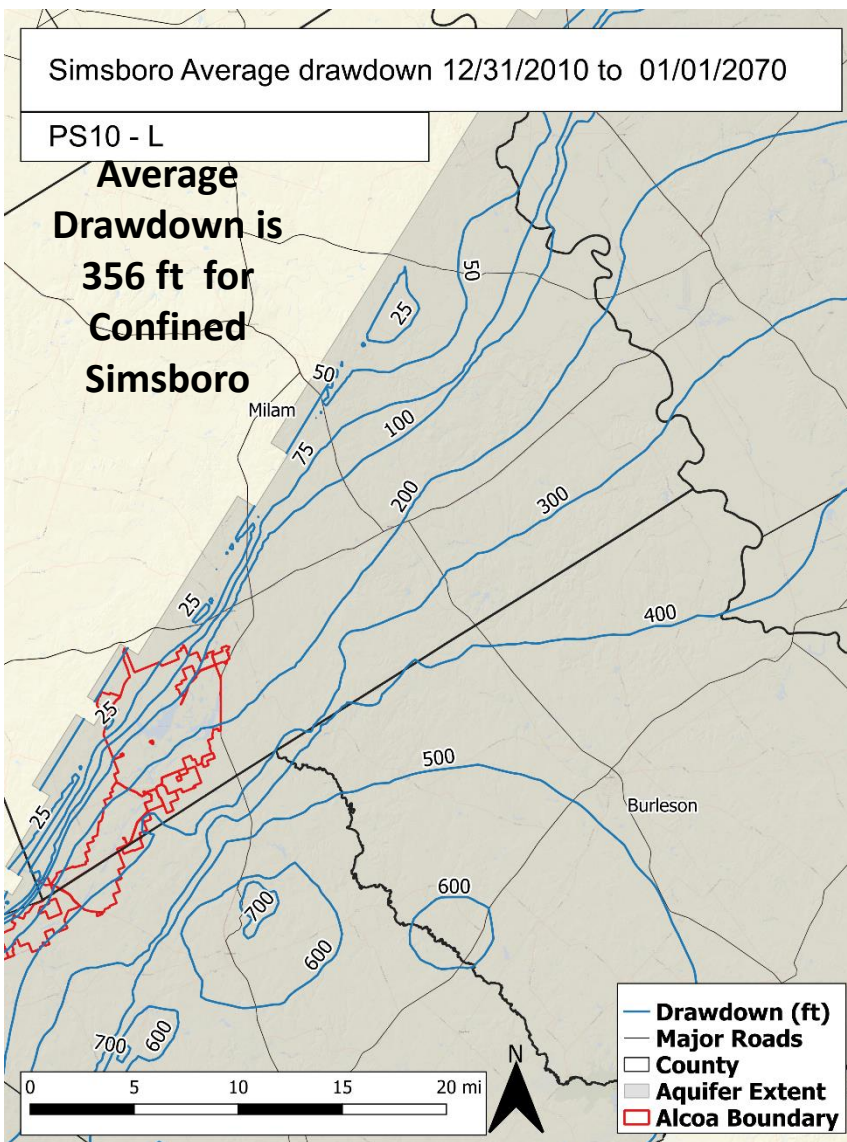 Simsboro Average drawdown 12/31/2010 to 01/01/2070
PS10 - L
Average
Drawdown is
356 ft for
Confined
Simsboro
50
25
50
Milam
75
100
200
300
25
400
25
500
25
Burleson
600
700
600
700
600
Drawdown (ft)
Major Roads
County
Aquifer Extent
Alcoa Boundary
N
0 5 10 15 20 mi